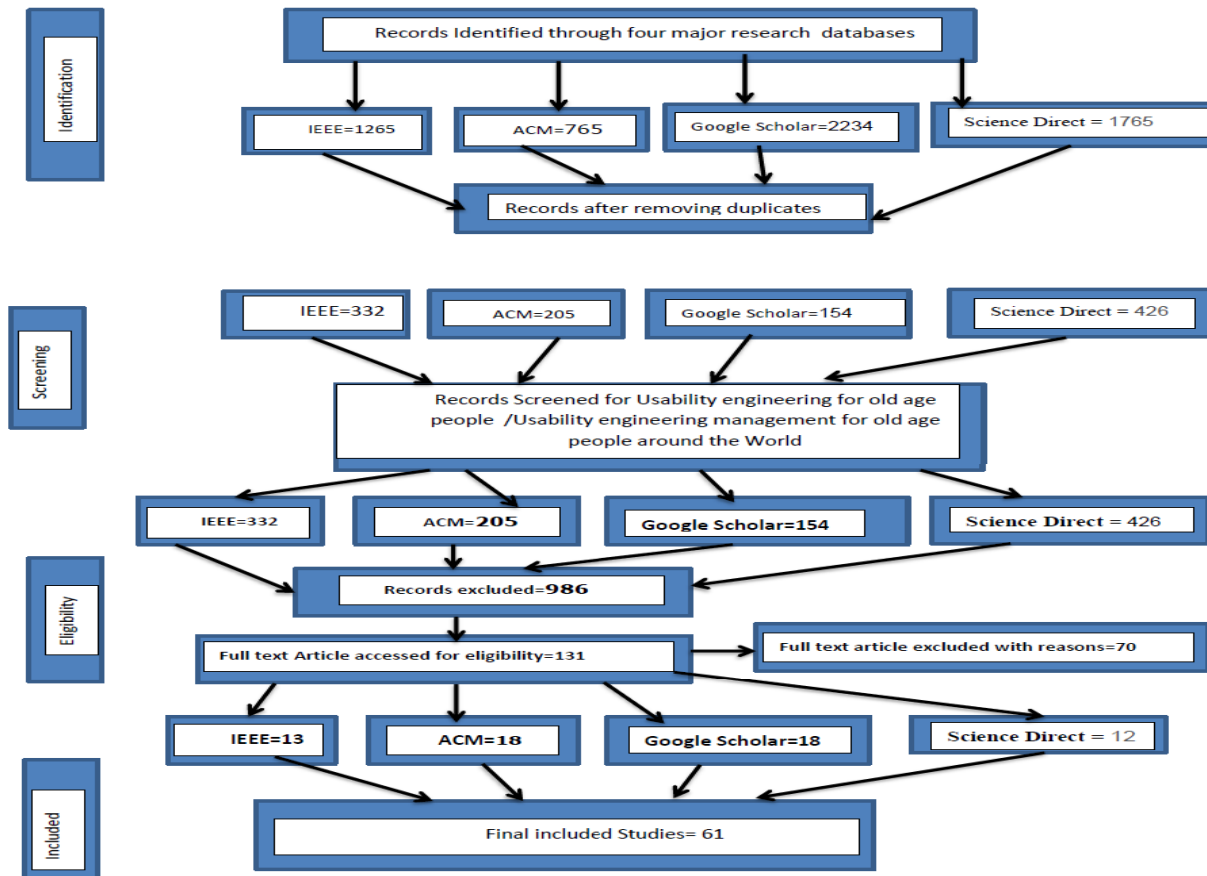 Identification
Records Identified through four major research databases
IEEE=1265
ACM=765
Google Scholar=2234
Science Direct = 1765
Records after removing duplicates
Screening
IEEE=332
ACM=205
Google Scholar=154
Science Direct = 426
Records Screened for Usability engineering for old age
people /Usability engineering management for old age
people around the World
IEEE=332
ACM=205
Google Scholar=154
Science Direct = 426
Eligibility
Records excluded=986
Full text Article accessed for eligibility=131
Full text article excluded with reasons=70
IEEE=13
ACM=18
Google Scholar=18
Science Direct = 12
Included
Final included Studies= 61